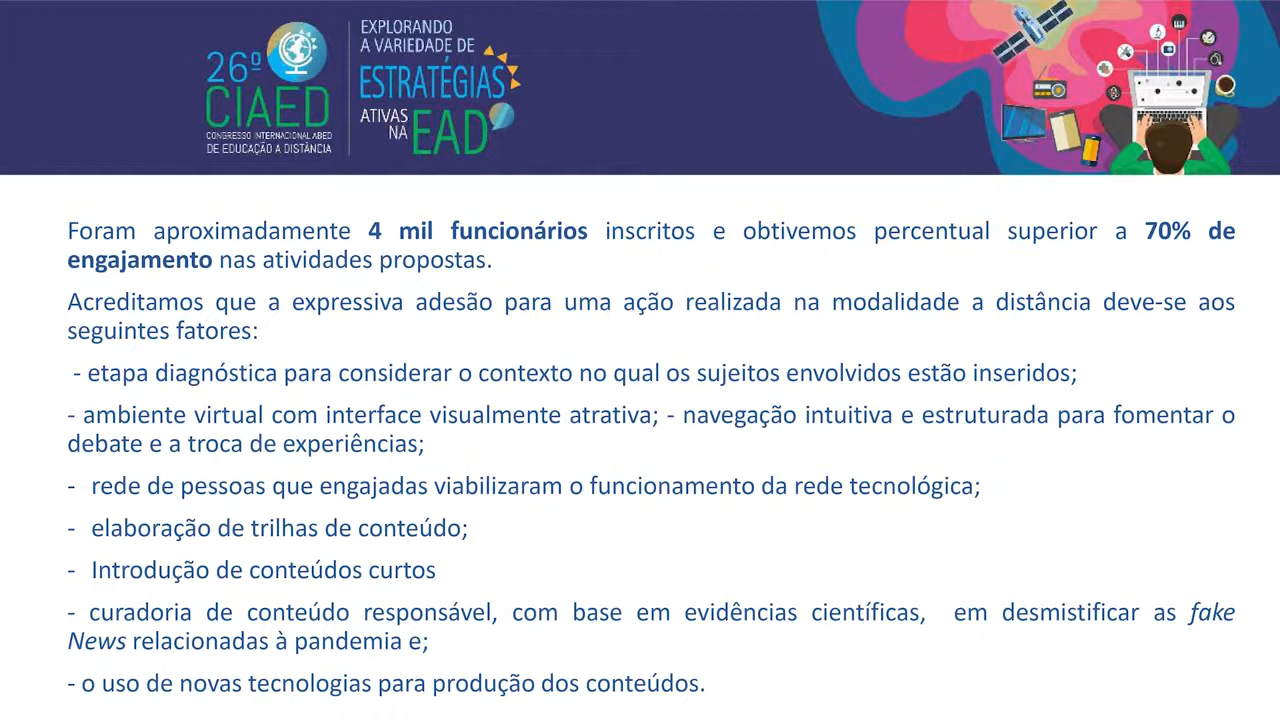 26º
CIAED
CONGRESSO INTERNACIONAL ABED
DE EDUCAÇÃO A DISTÂNCIA
EXPLORANDO
A VARIEDADE DE
ESTRATÉGIAS
ATIVAS
NA EAD
Foram aproximadamente 4 mil funcionários inscritos e obtivemos percentual superior a 70% de
engajamento nas atividades propostas.
Acreditamos que a expressiva adesão para uma ação realizada na modalidade a distância deve-se aos
seguintes fatores:
- etapa diagnóstica para considerar o contexto no qual os sujeitos envolvidos estão inseridos;
- ambiente virtual com interface visualmente atrativa; - navegação intuitiva e estruturada para fomentar o
debate e a troca de experiências;
- rede de pessoas que engajadas viabilizaram o funcionamento da rede tecnológica;
- elaboração de trilhas de conteúdo;
- Introdução de conteúdos curtos
- curadoria de conteúdo responsável, com base em evidências científicas, em desmistificar as fake
News relacionadas à pandemia e;
- o uso de novas tecnologias para produção dos conteúdos.